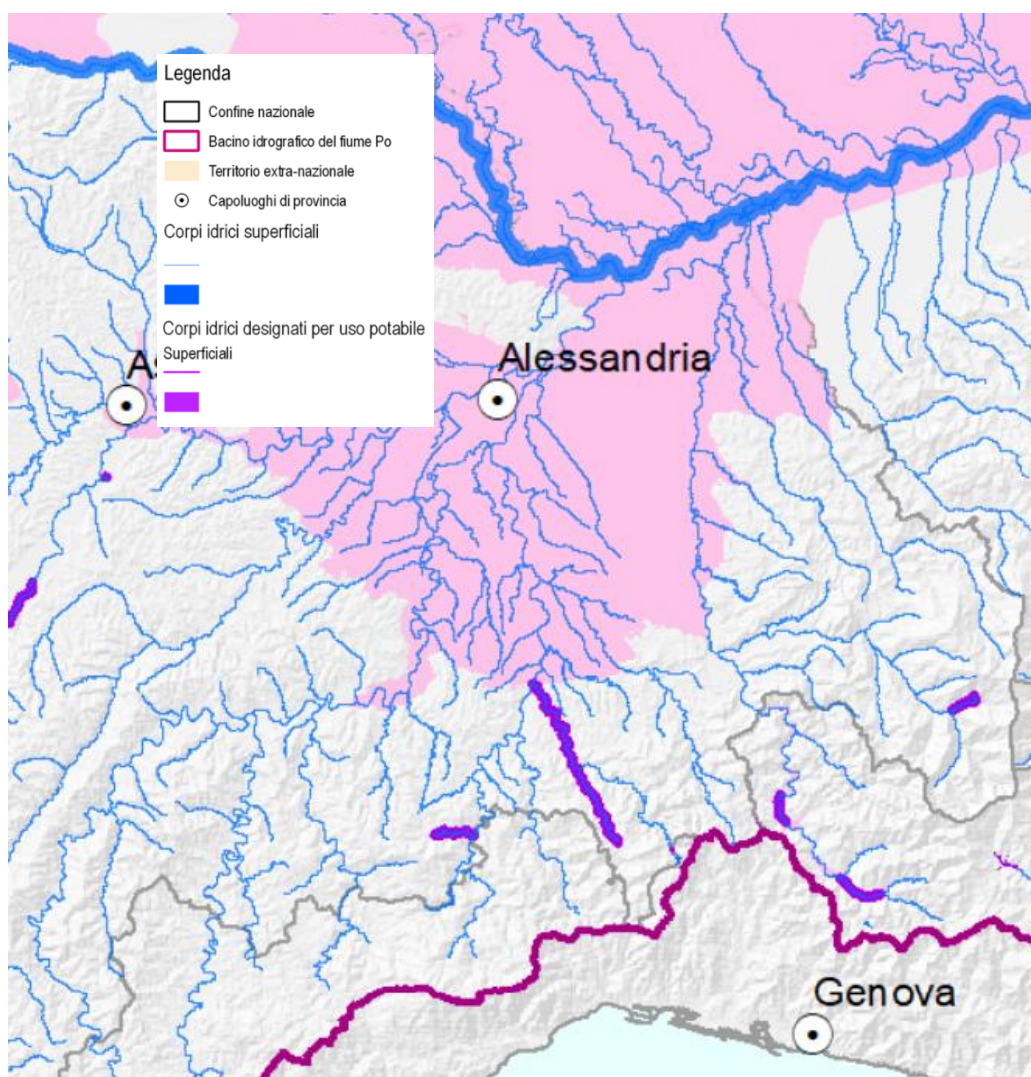 Legenda
Confine nazionale
Bacino idrografico del fiume Po
Territorio extra-nazionale
Capoluoghi di provincia
Corpi idrici superficiali
Corpi idrici designati per uso potabile
Superficiali
Alessandria
Genova